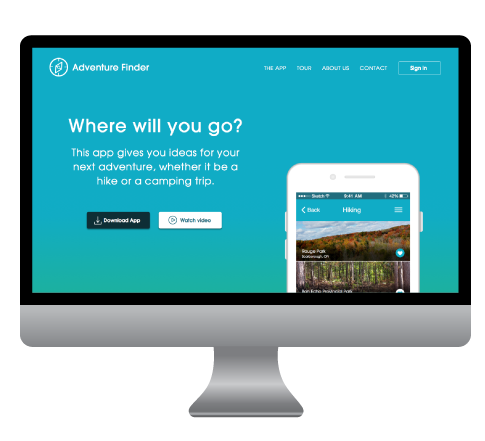 Adventure Finder
THE APP TOUR ABOUT US CONTACT Sign In
Where will you go?
This app gives you ideas for your
next adventure, whether it be a
hike or a camping trip.
Download App Watch video
Sketch 9:41 AM 42%
Back Hiking
Rouge Park
Scarborough, ON
Bon Echo Provincial Park